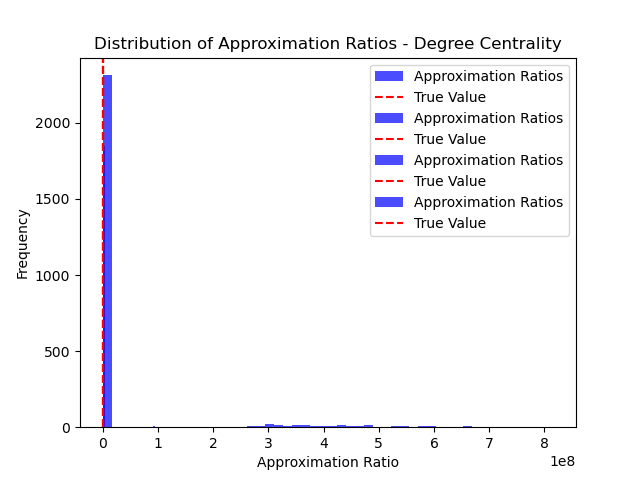 Distribution of Approximation Ratios - Degree Centrality
Approximation Ratios
True Value
Approximation Ratios
True Value
Approximation Ratios
True Value
Approximation Ratios
True Value
Frequency
2000
1500
1000
500
0
0 1 2 3 4 5 6 7 8
1e8
Approximation Ratio